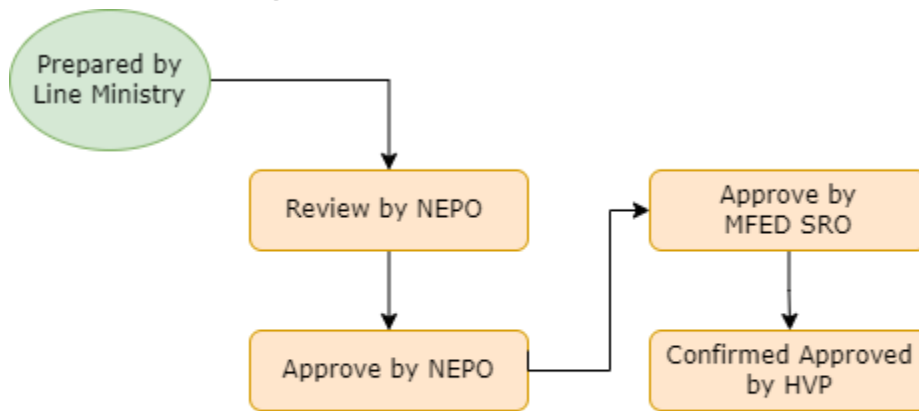 Prepared by
Line Ministry
Review by NEPO
Approve by NEPO
Approve by
MFED SRO
Confirmed Approved
by HVP